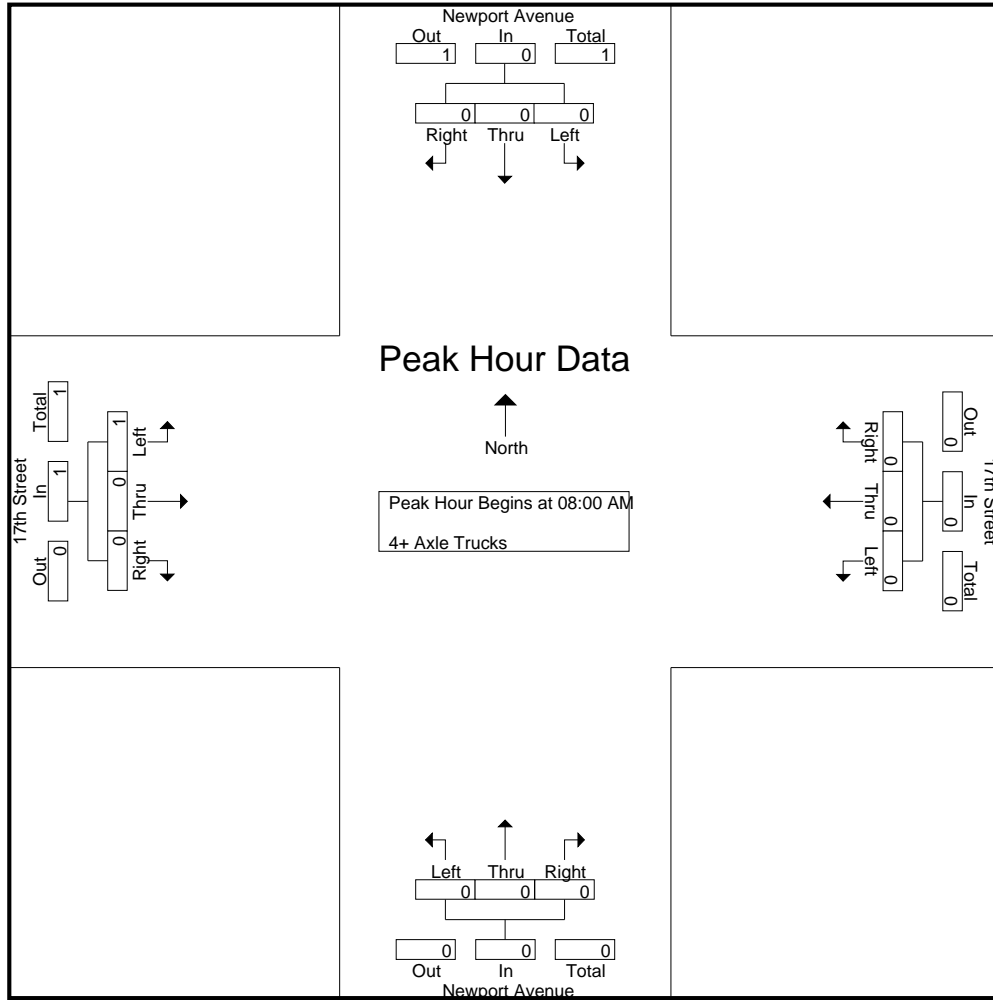 Newport Avenue
Out In Total
1 0 1
0 0 0
Right Thru Left
Peak Hour Data
North
Peak Hour Begins at 08:00 AM
4+ Axle Trucks
17th Street
Out In Total
0 1 1
0 0 1
Right Thru Left
17th Street
Out In Total
0 0 0
0 0 0
Right Thru Left
Left Thru Right
0 0 0
0 0 0
Out In Total
Newport Avenue